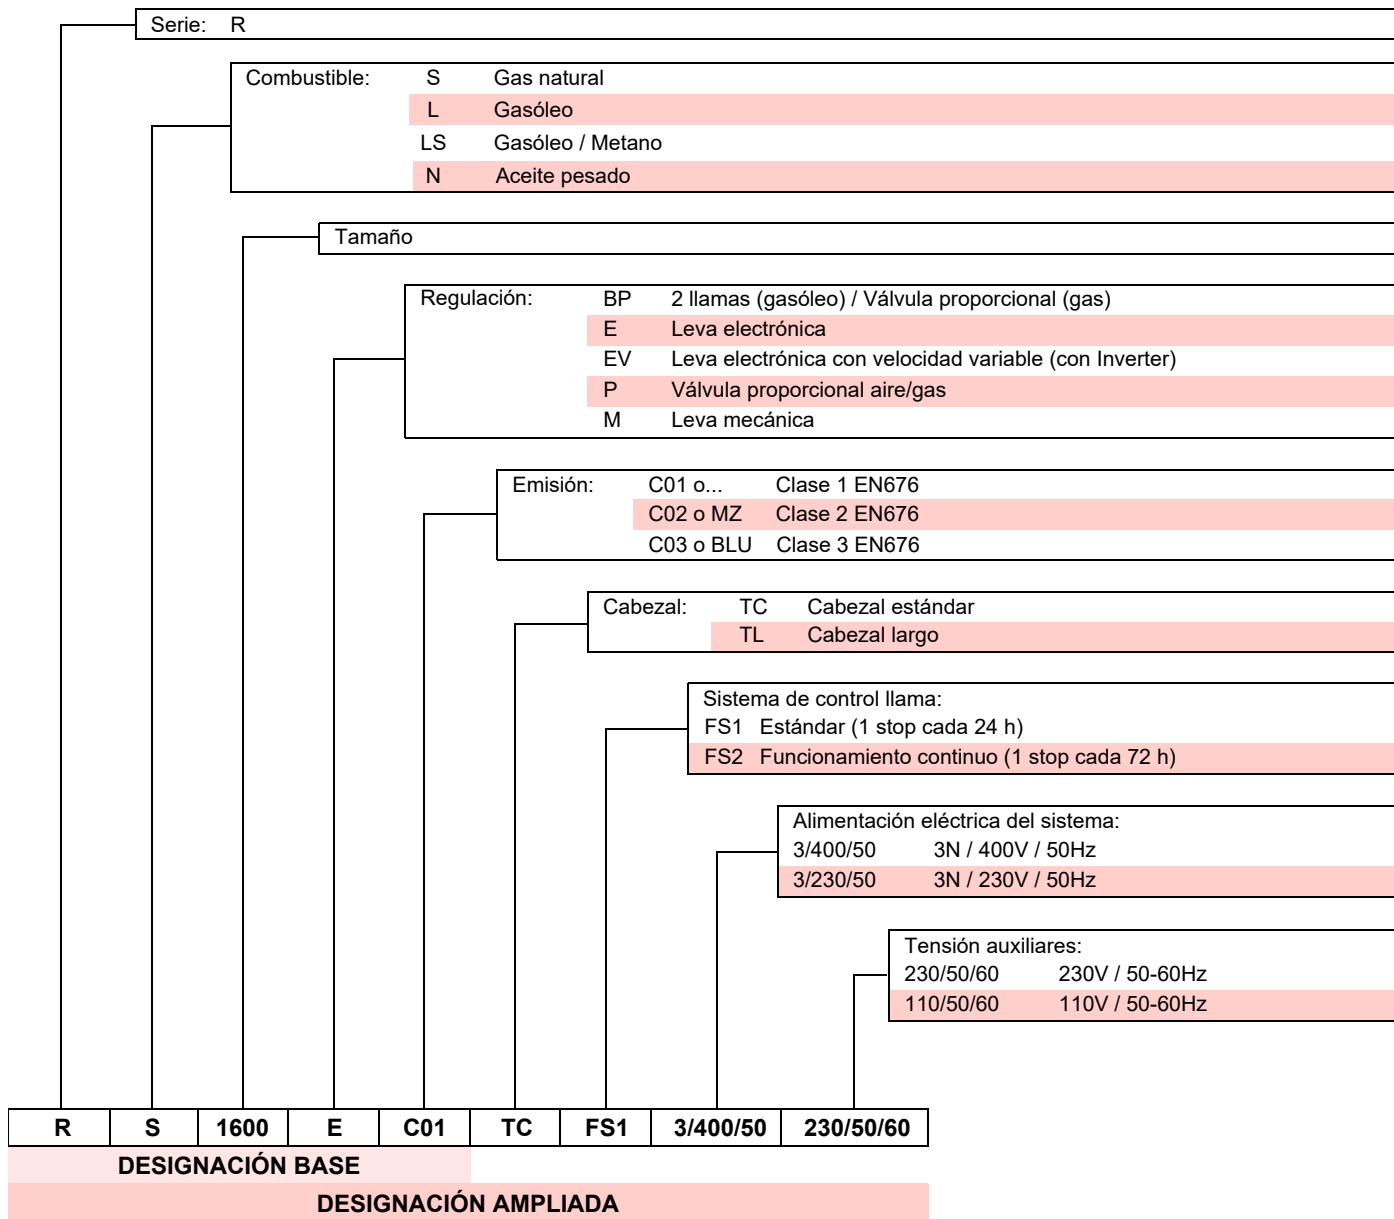 Serie: R
Combustible: S Gas natural
L Gasóleo
LS Gasóleo / Metano
N Aceite pesado
Tamaño
Regulación: BP 2 llamas (gasóleo) / Válvula proporcional (gas)
E Leva electrónica
EV Leva electrónica con velocidad variable (con Inverter)
P Válvula proporcional aire/gas
M Leva mecánica
Emisión: C01 o... Clase 1 EN676
C02 o MZ Clase 2 EN676
C03 o BLU Clase 3 EN676
Cabezal: TC Cabezal estándar
TL Cabezal largo
Sistema de control llama:
FS1 Estándar (1 stop cada 24 h)
FS2 Funcionamiento continuo (1 stop cada 72 h)
Alimentación eléctrica del sistema:
3/400/50 3N / 400V / 50Hz
3/230/50 3N / 230V / 50Hz
Tensión auxiliares:
230/50/60 230V / 50-60Hz
110/50/60 110V / 50-60Hz
R S 1600 E C01 TC FS1 3/400/50 230/50/60
DESIGNACIÓN BASE
DESIGNACIÓN AMPLIADA